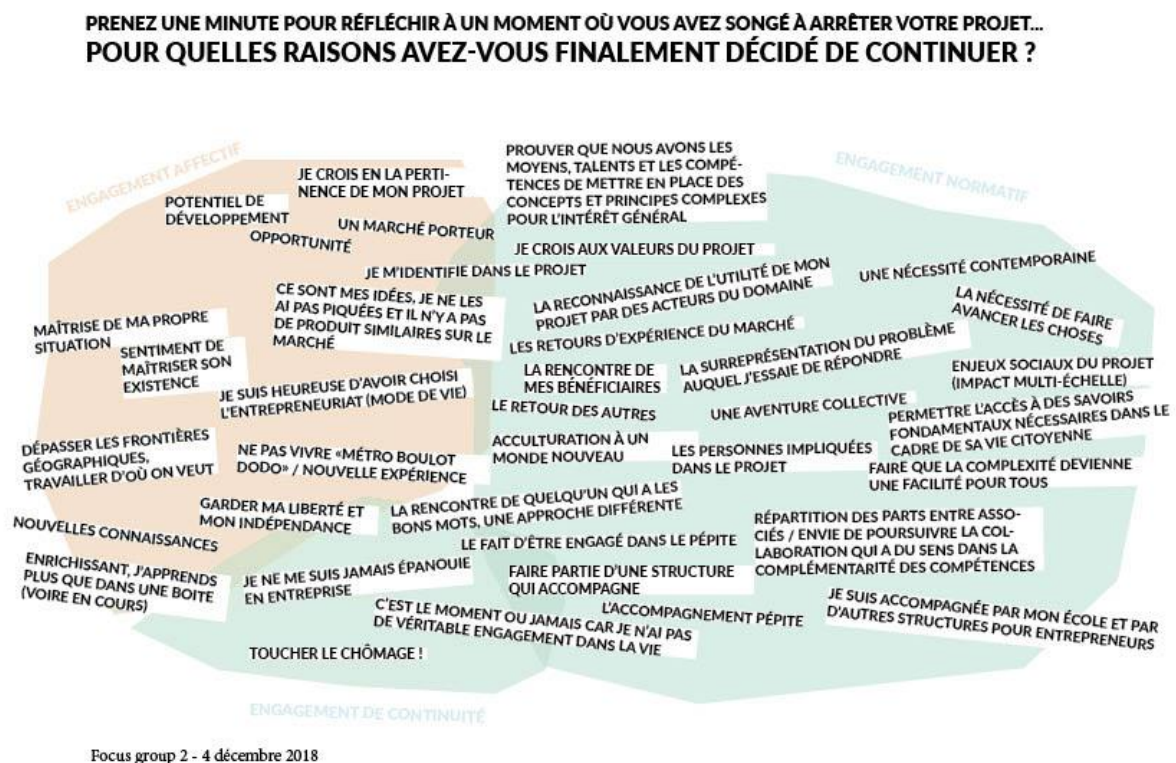 PRENEZ UNE MINUTE POUR RÉFLÉCHIR À UN MOMENT OÙ VOUS AVEZ SONGÉ À ARRÊTER VOTRE PROJET...
POUR QUELLES RAISONS AVEZ-VOUS FINALEMENT DÉCIDÉ DE CONTINUER ?
ENGAGEMENT AFFECTIF
JE CROIS EN LA PERTI-
NENCE DE MON PROJET
POTENTIEL DE
DÉVELOPPEMENT
UN MARCHÉ PORTEUR
OPPORTUNITÉ
JE M'IDENTIFIE DANS LE PROJET
CE SONT MES IDÉES, JE NE LES
AI PAS PIQUÉES ET IL N'Y A PAS
DE PRODUIT SIMILAIRES SUR LE
MARCHÉ
MAÎTRISE DE MA PROPRE
SITUATION
SENTIMENT DE
MAÎTRISER SON
EXISTENCE
JE SUIS HEUREUSE D'AVOIR CHOISI
L'ENTREPRENEURIAT (MODE DE VIE)
DÉPASSER LES FRONTIÈRES
GÉOGRAPHIQUES,
TRAVAILLER D'OÙ ON VEUT
NE PAS VIVRE «MÉTRO BOULOT
DODO» / NOUVELLE EXPÉRIENCE
GARDER MA LIBERTÉ ET
MON INDÉPENDANCE
NOUVELLES CONNAISSANCES
ENRICHISSANT, J'APPRENDS
PLUS QUE DANS UNE BOITE
(VOIRE EN COURS)
JE NE ME SUIS JAMAIS ÉPANOUIE
EN ENTREPRISE
ENGAGEMENT NORMATIF
PROUVER QUE NOUS AVONS LES
MOYENS, TALENTS ET LES COMPÉ-
TENCES DE METTRE EN PLACE DES
CONCEPTS ET PRINCIPES COMPLEXES
POUR L'INTÉRÊT GÉNÉRAL
JE CROIS AUX VALEURS DU PROJET
LA RECONNAISSANCE DE L'UTILITÉ DE MON
PROJET PAR DES ACTEURS DU DOMAINE
UNE NÉCESSITÉ CONTEMPORAINE
LA NÉCESSITÉ DE FAIRE
AVANCER LES CHOSES
LES RETOURS D'EXPÉRIENCE DU MARCHÉ
LA RENCONTRE DE
MES BÉNÉFICIAIRES
LA SURREPRÉSENTATION DU PROBLÈME
AUQUEL J'ESSAIE DE RÉPONDRE
ENJEUX SOCIAUX DU PROJET
(IMPACT MULTI-ÉCHELLE)
LE RETOUR DES AUTRES
UNE AVENTURE COLLECTIVE
PERMETTRE L'ACCÈS À DES SAVOIRS
FONDAMENTAUX NÉCESSAIRES DANS LE
CADRE DE SA VIE CITOYENNE
ACCULTURATION À UN
MONDE NOUVEAU
LES PERSONNES IMPLIQUÉES
DANS LE PROJET
FAIRE QUE LA COMPLEXITÉ DEVIENNE
UNE FACILITÉ POUR TOUS
LA RENCONTRE DE QUELQU'UN QUI A LES
BONS MOTS, UNE APPROCHE DIFFÉRENTE
LE FAIT D'ÊTRE ENGAGÉ DANS LE PÉPITE
RÉPARTITION DES PARTS ENTRE ASSO-
CIÉS / ENVIE DE POURSUIVRE LA COL-
LABORATION QUI A DU SENS DANS LA
COMPLÉMENTARITÉ DES COMPÉTENCES
FAIRE PARTIE D'UNE STRUCTURE
QUI ACCOMPAGNE
L'ACCOMPAGNEMENT PÉPITE
JE SUIS ACCOMPAGNÉE PAR MON ÉCOLE ET PAR
D'AUTRES STRUCTURES POUR ENTREPRENEURS
C'EST LE MOMENT OU JAMAIS CAR JE N'AI PAS
DE VÉRITABLE ENGAGEMENT DANS LA VIE
TOUCHER LE CHÔMAGE !
ENGAGEMENT DE CONTINUITÉ
Focus group 2 - 4 décembre 2018